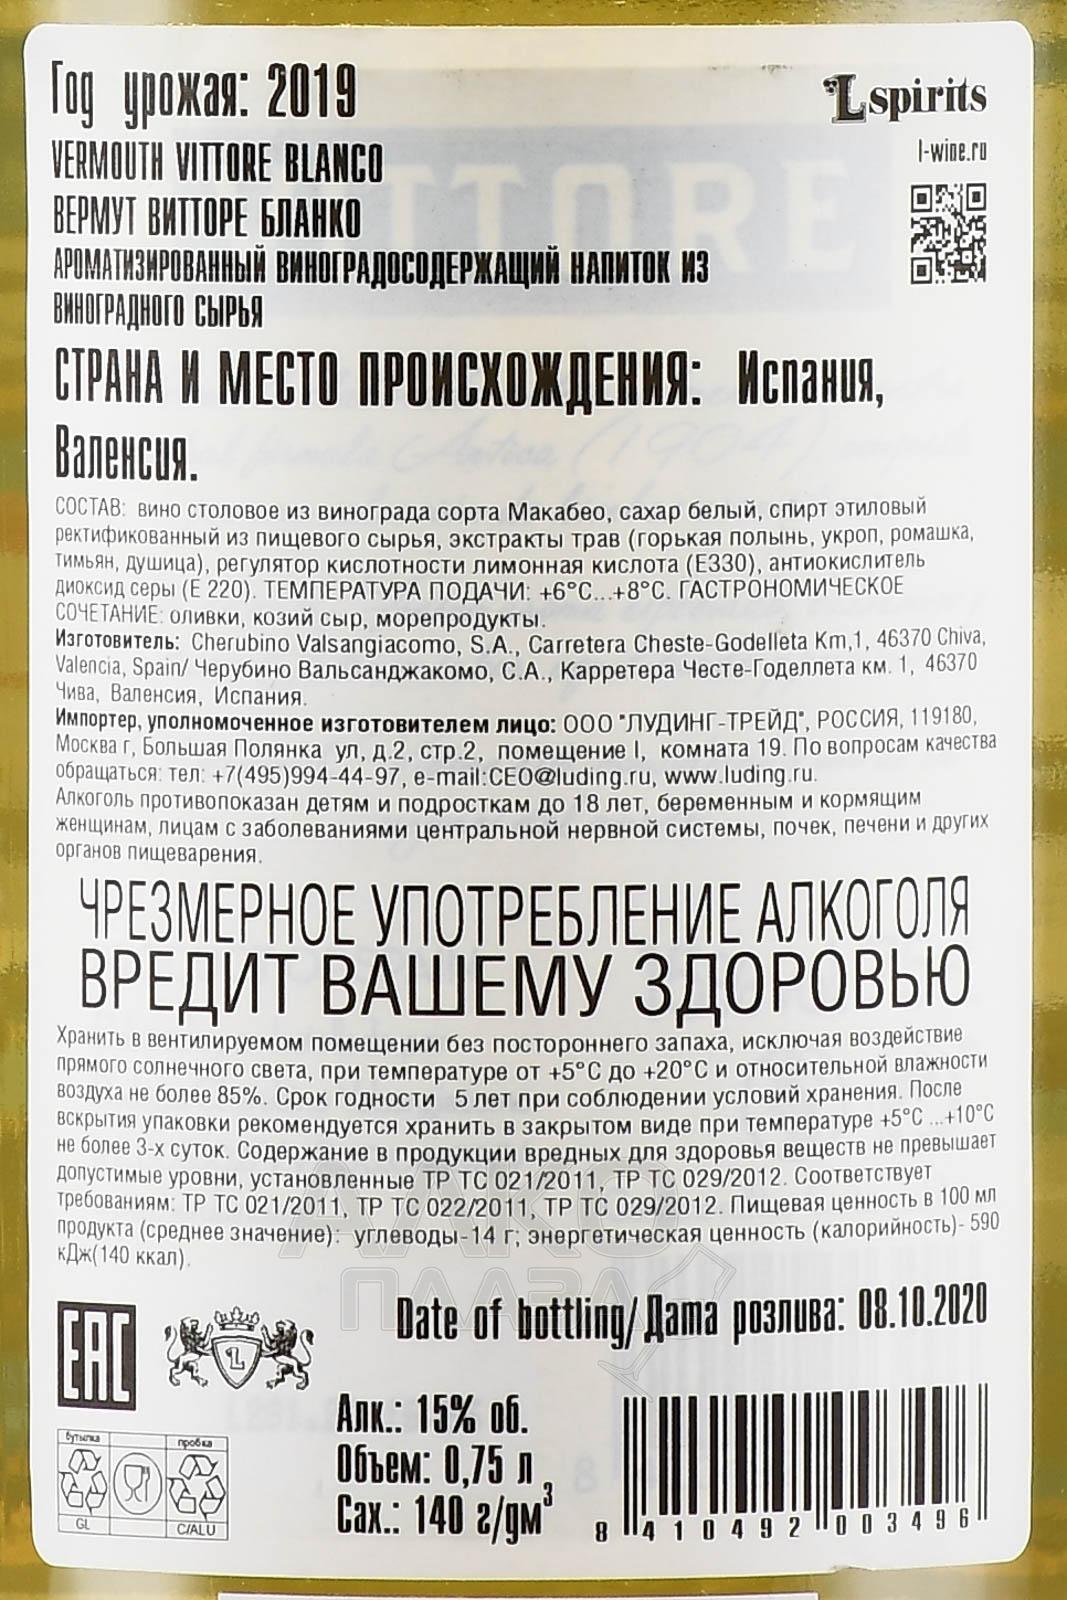 Год урожая: 2019
Lspirits
VERMOUTH VITTORE BLANCO
l-wine.ru
ВЕРМУТ ВИТТОРЕ БЛАНКО
АРОМАТИЗИРОВАННЫЙ ВИНОГРАДОСОДЕРЖАЩИЙ НАПИТОК ИЗ
ВИНОГРАДНОГО СЫРЬЯ
СТРАНА И МЕСТО ПРОИСХОЖДЕНИЯ: Испания,
Валенсия.
СОСТАВ: вино столовое из винограда сорта Макабео, сахар белый, спирт этиловый
ректификованный из пищевого сырья, экстракты трав (горькая полынь, укроп, ромашка,
тимьян, душица), регулятор кислотности лимонная кислота (Е330), антиокислитель
диоксид серы (Е 220). ТЕМПЕРАТУРА ПОДАЧИ: +6°С...+8°С. ГАСТРОНОМИЧЕСКОЕ
СОЧЕТАНИЕ: оливки, козий сыр, морепродукты.
Изготовитель: Cherubino Valsangiacomo, S.A., Carretera Cheste-Godelleta Km,1, 46370 Chiva,
Valencia, Spain/ Черубино Вальсанджакомо, С.А., Карретера Честе-Годеллета км. 1, 46370
Чива, Валенсия, Испания.
Импортер, уполномоченное изготовителем лицо: ООО "ЛУДИНГ-ТРЕЙД", РОССИЯ, 119180,
Москва г, Большая Полянка ул, д.2, стр.2, помещение I, комната 19. По вопросам качества
обращаться: тел: +7(495)994-44-97, e-mail:CEO@luding.ru, www.luding.ru.
Алкоголь противопоказан детям и подросткам до 18 лет, беременным и кормящим
женщинам, лицам с заболеваниями центральной нервной системы, почек, печени и других
органов пищеварения.
ЧРЕЗМЕРНОЕ УПОТРЕБЛЕНИЕ АЛКОГОЛЯ
ВРЕДИТ ВАШЕМУ ЗДОРОВЬЮ
Хранить в вентилируемом помещении без постороннего запаха, исключая воздействие
прямого солнечного света, при температуре от +5°С до +20°С и относительной влажности
воздуха не более 85%. Срок годности 5 лет при соблюдении условий хранения. После
вскрытия упаковки рекомендуется хранить в закрытом виде при температуре +5°С ...+10°С
не более 3-х суток. Содержание в продукции вредных для здоровья веществ не превышает
допустимые уровни, установленные ТР ТС 021/2011, ТР ТС 029/2012. Соответствует
требованиям: ТР ТС 021/2011, ТР ТС 022/2011, ТР ТС 029/2012. Пищевая ценность в 100 мл
продукта (среднее значение): углеводы-14 г; энергетическая ценность (калорийность)- 590
кДж(140 ккал).
АЛКО
ПЛАЗА
Date of bottling/Дата розлива: 08.10.2020
EAC
L
Алк.: 15% об.
Объем: 0,75 л
Сах.: 140 г/дм³
бутылка
пробка
GL
C/ALU
8 410492 003496